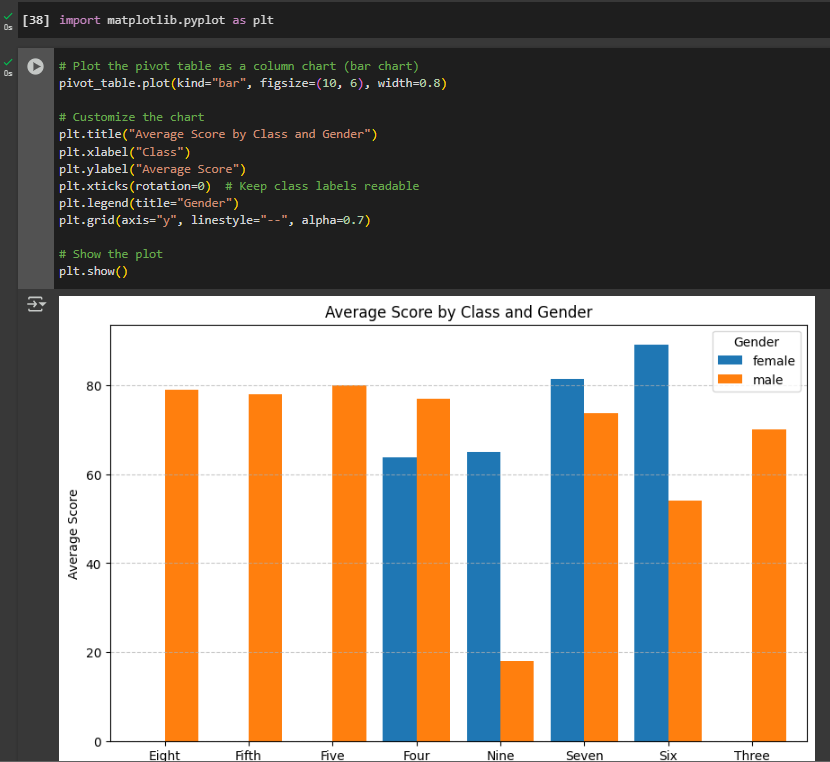 [38] import matplotlib.pyplot as plt
0s
0s
# Plot the pivot table as a column chart (bar chart)
pivot_table.plot(kind="bar", figsize=(10, 6), width=0.8)
# Customize the chart
plt.title("Average Score by Class and Gender")
plt.xlabel("Class")
plt.ylabel("Average Score")
plt.xticks(rotation=0)  # Keep class labels readable
plt.legend(title="Gender")
plt.grid(axis="y", linestyle="--", alpha=0.7)
# Show the plot
plt.show()
Average Score by Class and Gender
Gender
female
male
80
60
40
20
0
Average Score
Eight Fifth Five Four Nine Seven Six Three